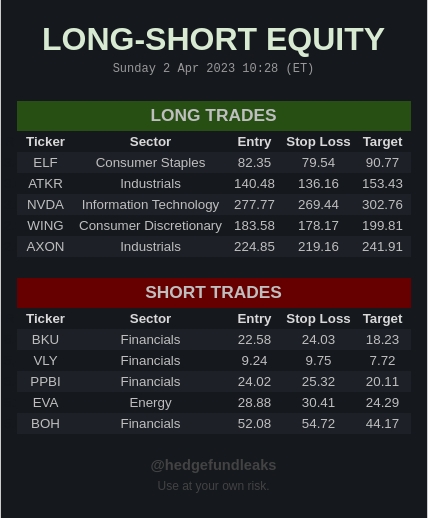 LONG-SHORT EQUITY
Sunday 2 Apr 2023 10:28 (ET)
LONG TRADES
Ticker Sector Entry Stop Loss Target
ELF Consumer Staples 82.35 79.54 90.77
ATKR Industrials 140.48 136.16 153.43
NVDA Information Technology 277.77 269.44 302.76
WING Consumer Discretionary 183.58 178.17 199.81
AXON Industrials 224.85 219.16 241.91
SHORT TRADES
Ticker Sector Entry Stop Loss Target
BKU Financials 22.58 24.03 18.23
VLY Financials 9.24 9.75 7.72
PPBI Financials 24.02 25.32 20.11
EVA Energy 28.88 30.41 24.29
BOH Financials 52.08 54.72 44.17
@hedgefundleaks
Use at your own risk.